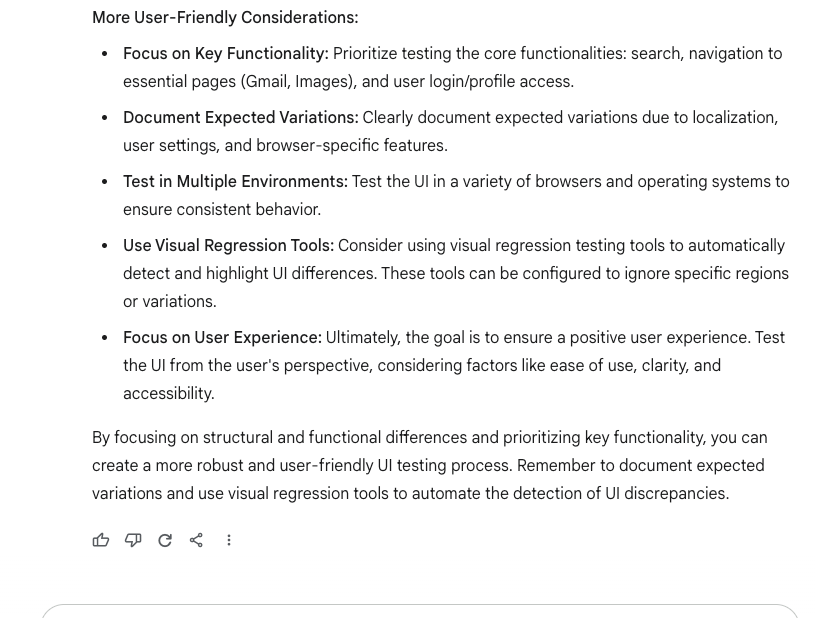 More User-Friendly Considerations:
• Focus on Key Functionality: Prioritize testing the core functionalities: search, navigation to
essential pages (Gmail, Images), and user login/profile access.
• Document Expected Variations: Clearly document expected variations due to localization,
user settings, and browser-specific features.
• Test in Multiple Environments: Test the UI in a variety of browsers and operating systems to
ensure consistent behavior.
• Use Visual Regression Tools: Consider using visual regression testing tools to automatically
detect and highlight UI differences. These tools can be configured to ignore specific regions
or variations.
• Focus on User Experience: Ultimately, the goal is to ensure a positive user experience. Test
the UI from the user's perspective, considering factors like ease of use, clarity, and
accessibility.
By focusing on structural and functional differences and prioritizing key functionality, you can
create a more robust and user-friendly UI testing process. Remember to document expected
variations and use visual regression tools to automate the detection of UI discrepancies.